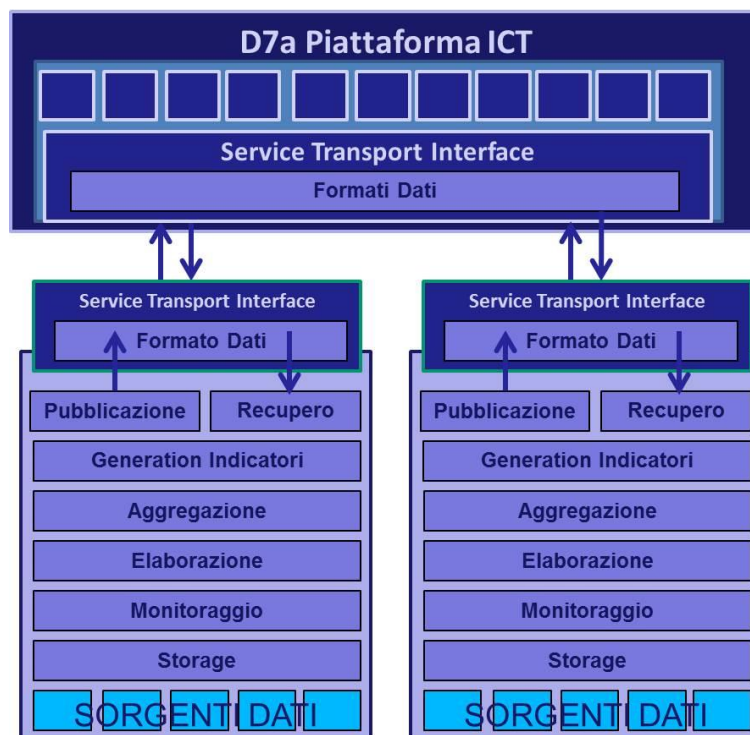 D7a Piattaforma ICT
Service Transport Interface
Formati Dati
Service Transport Interface
Formato Dati
Pubblicazione
Recupero
Generation Indicatori
Aggregazione
Elaborazione
Monitoraggio
Storage
SORGENTI DATI
Service Transport Interface
Formato Dati
Pubblicazione
Recupero
Generation Indicatori
Aggregazione
Elaborazione
Monitoraggio
Storage
SORGENTI DATI